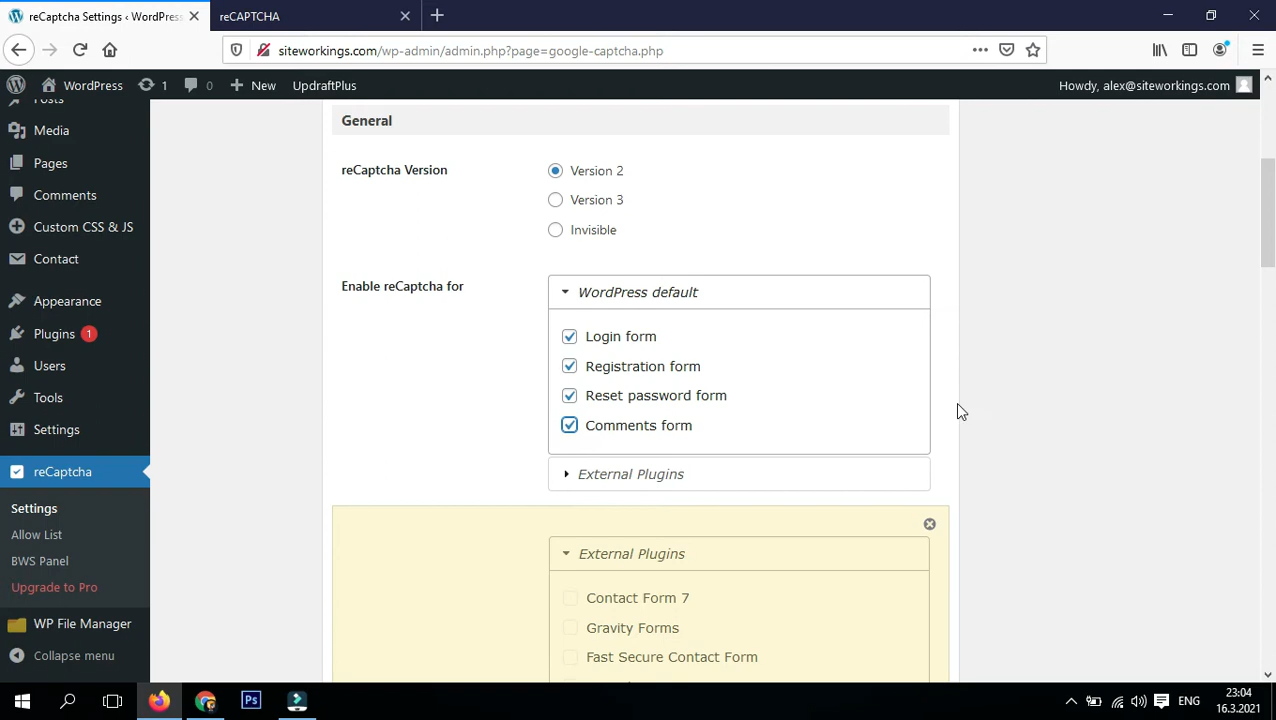 reCaptcha Settings ‹ WordPress
reCAPTCHA
siteworkings.com/wp-admin/admin.php?page=google-captcha.php
WordPress
1
0
New
UpdraftPlus
Howdy, alex@siteworkings.com
Posts
Media
Pages
Comments
Custom CSS & JS
Contact
Appearance
Plugins 1
Users
Tools
Settings
reCaptcha
Settings
Allow List
BWS Panel
Upgrade to Pro
WP File Manager
Collapse menu
General
reCaptcha Version
Version 2
Version 3
Invisible
Enable reCaptcha for
WordPress default
Login form
Registration form
Reset password form
Comments form
External Plugins
External Plugins
Contact Form 7
Gravity Forms
Fast Secure Contact Form
Ps
ENG
23:04
16.3.2021